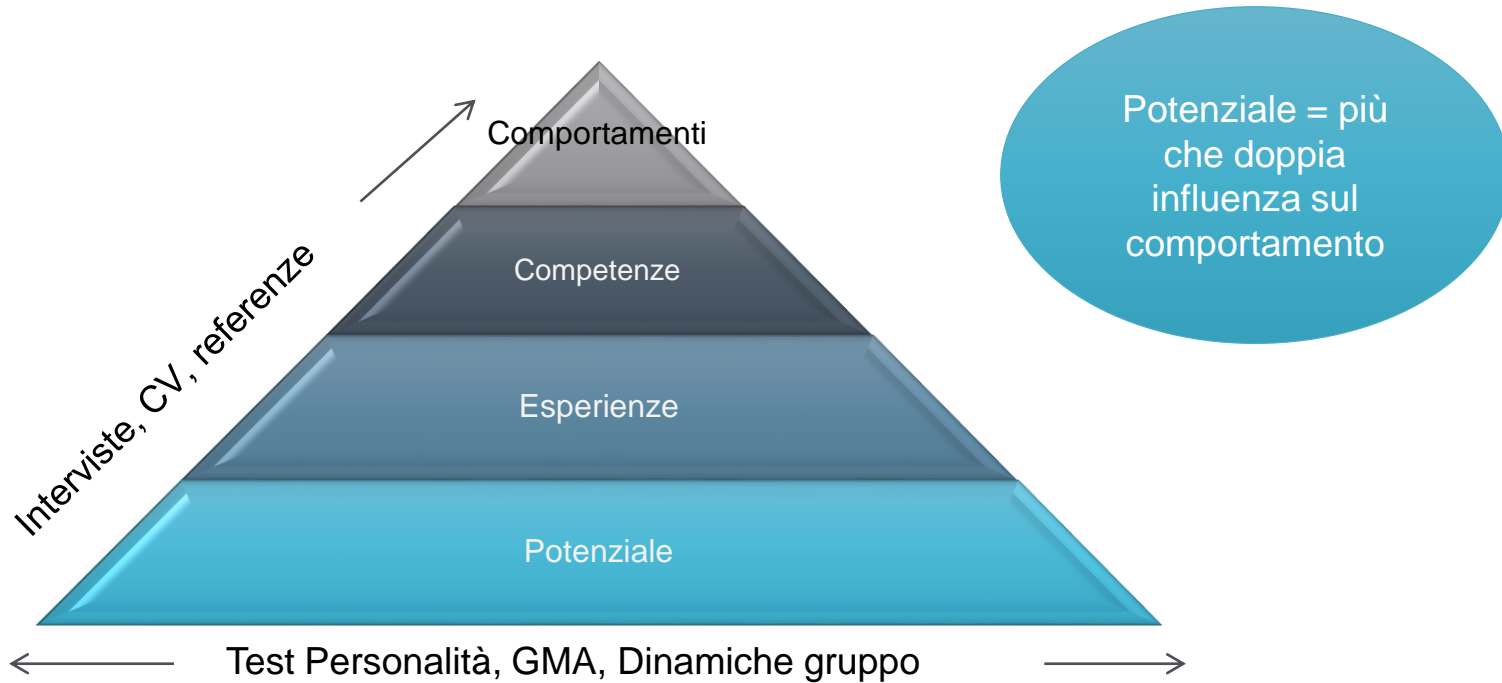 Potenziale = più
che doppia
influenza sul
comportamento
Comportamenti
Competenze
Esperienze
Potenziale
Interviste, CV, referenze
Test Personalità, GMA, Dinamiche gruppo